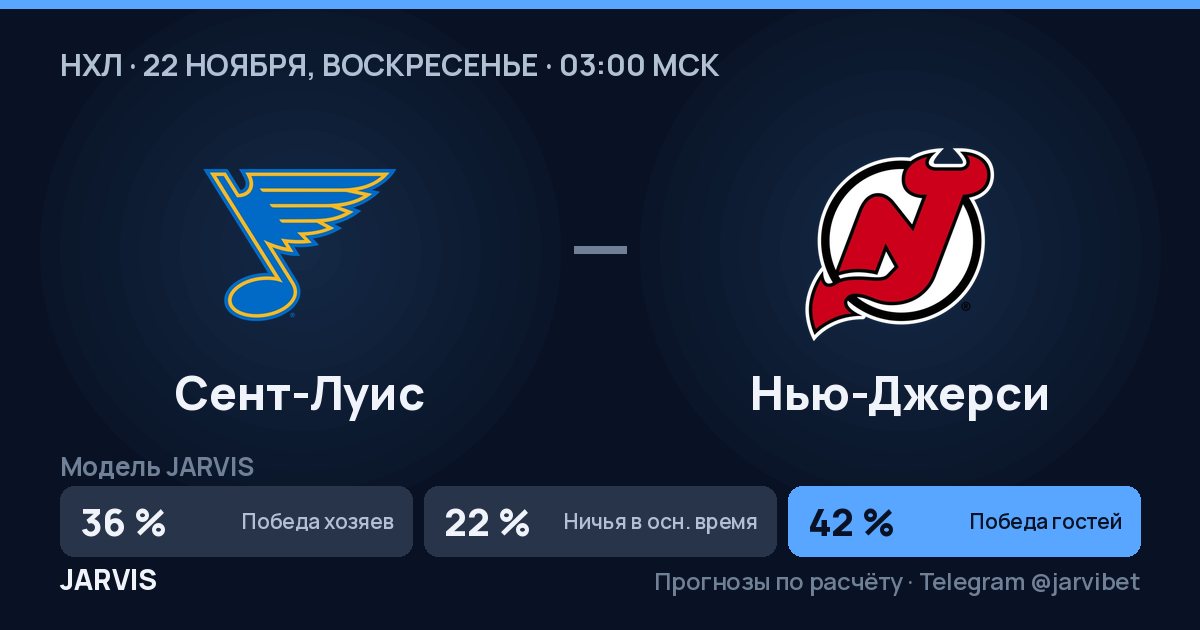 НХЛ · 22 НОЯБРЯ, ВОСКРЕСЕНЬЕ · 03:00 МСК
—
Сент-Луис
Нью-Джерси
Модель JARVIS
36 % Победа хозяев
22 % Ничья в осн. время
42 % Победа гостей
JARVIS
Прогнозы по расчёту · Telegram @jarvibet